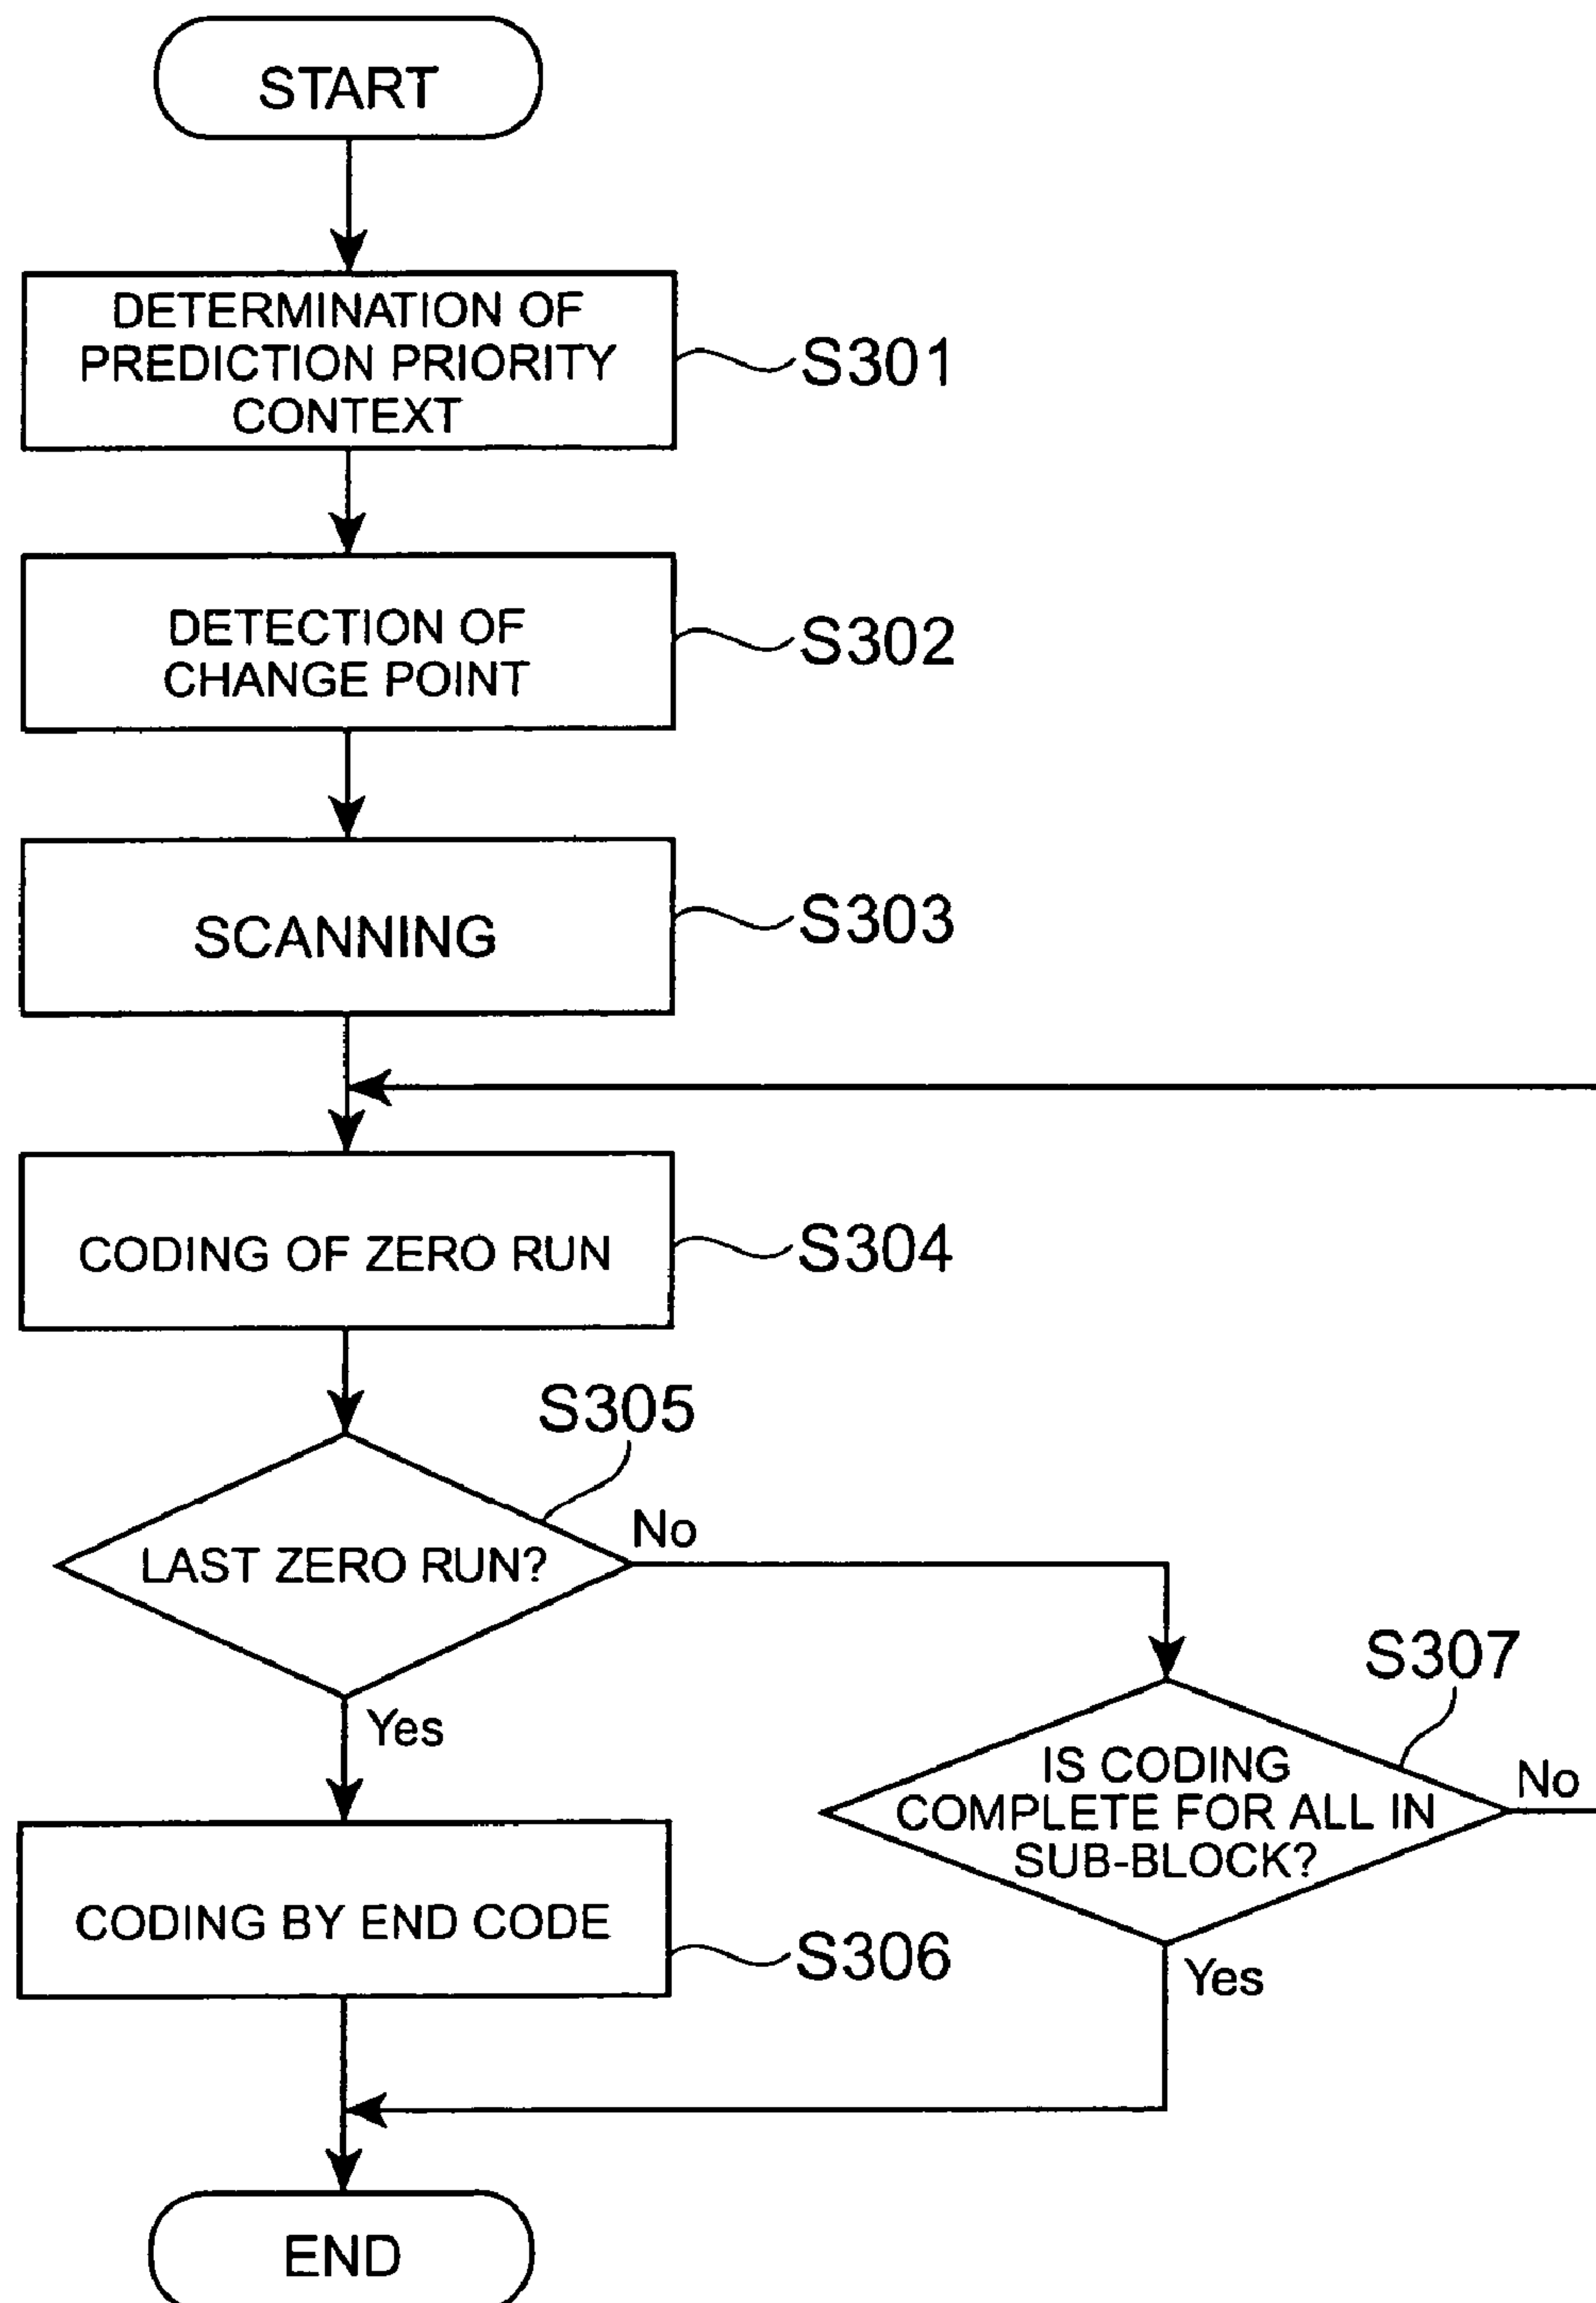 START
DETERMINATION OF
PREDICTION PRIORITY
CONTEXT
S301
DETECTION OF
CHANGE POINT
S302
SCANNING
S303
CODING OF ZERO RUN
S304
S305
LAST ZERO RUN?
No
Yes
S307
IS CODING
COMPLETE FOR ALL IN
SUB-BLOCK?
No
Yes
CODING BY END CODE
S306
END